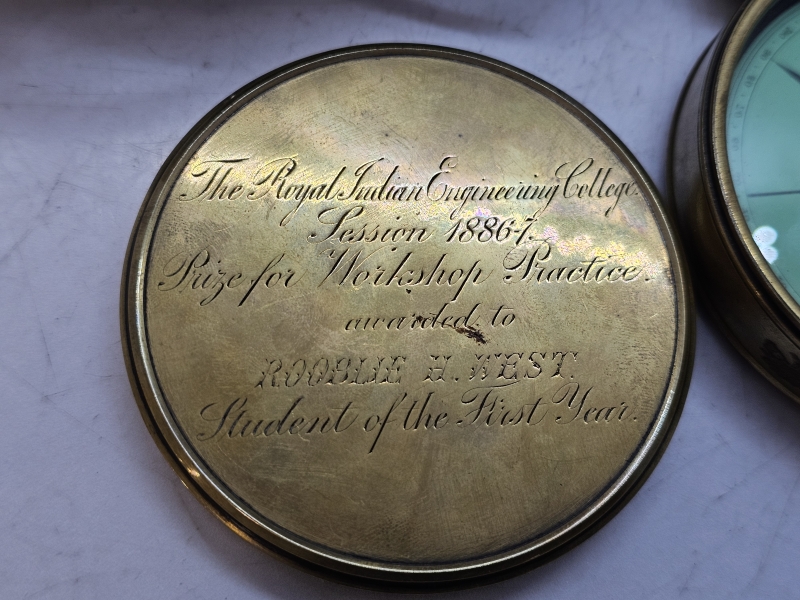 The Royal Indian Engineering College.
Session 1886-7.
Prize for Workshop Practice.
awarded to
ROOBLIE H. WEST.
Student of the First Year.